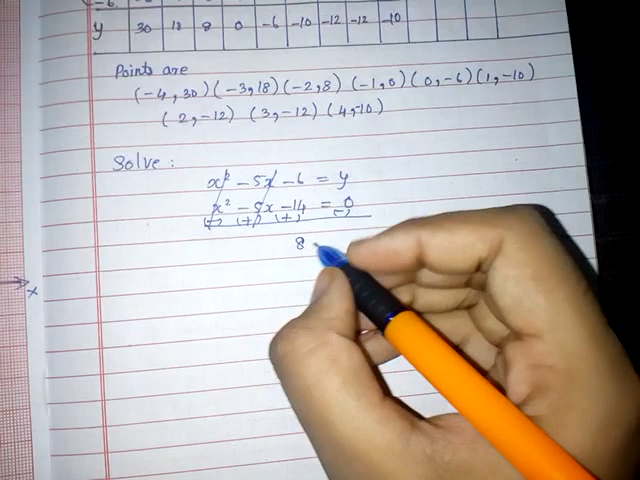 -6
y 30 18 8 0 -6 -10 -12 -12 -10
Points are
(-4, 30) (-3, 18) (-2, 8) (-1, 0) (0, -6) (1, -10)
(2, -12) (3, -12) (4, -10)
Solve :
x² - 5x - 6 = y
x² - 5x - 14 = 0
(-) (+) (+) (-)
8
x